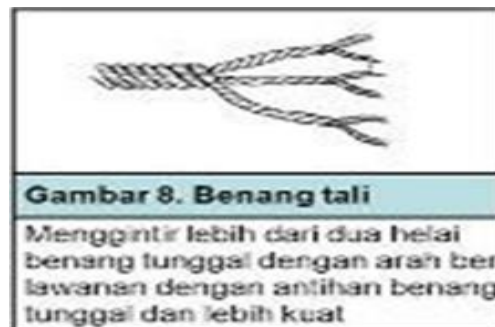 Gambar 8. Benang tali
Menggintir lebih dari dua helai
benang tunggal dengan arah ber
lawanan dengan antihan benang
tunggal dan lebih kuat